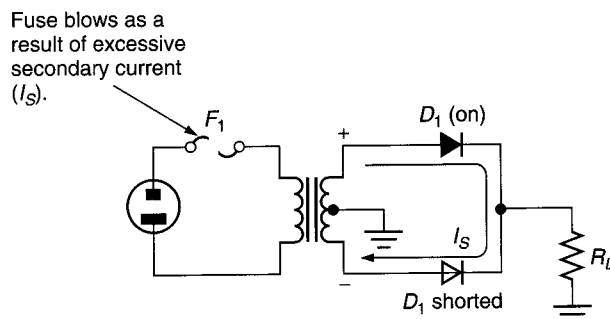 Fuse blows as a
result of excessive
secondary current
(IS).
F1
D1 (on)
+
IS
RL
−
D1 shorted